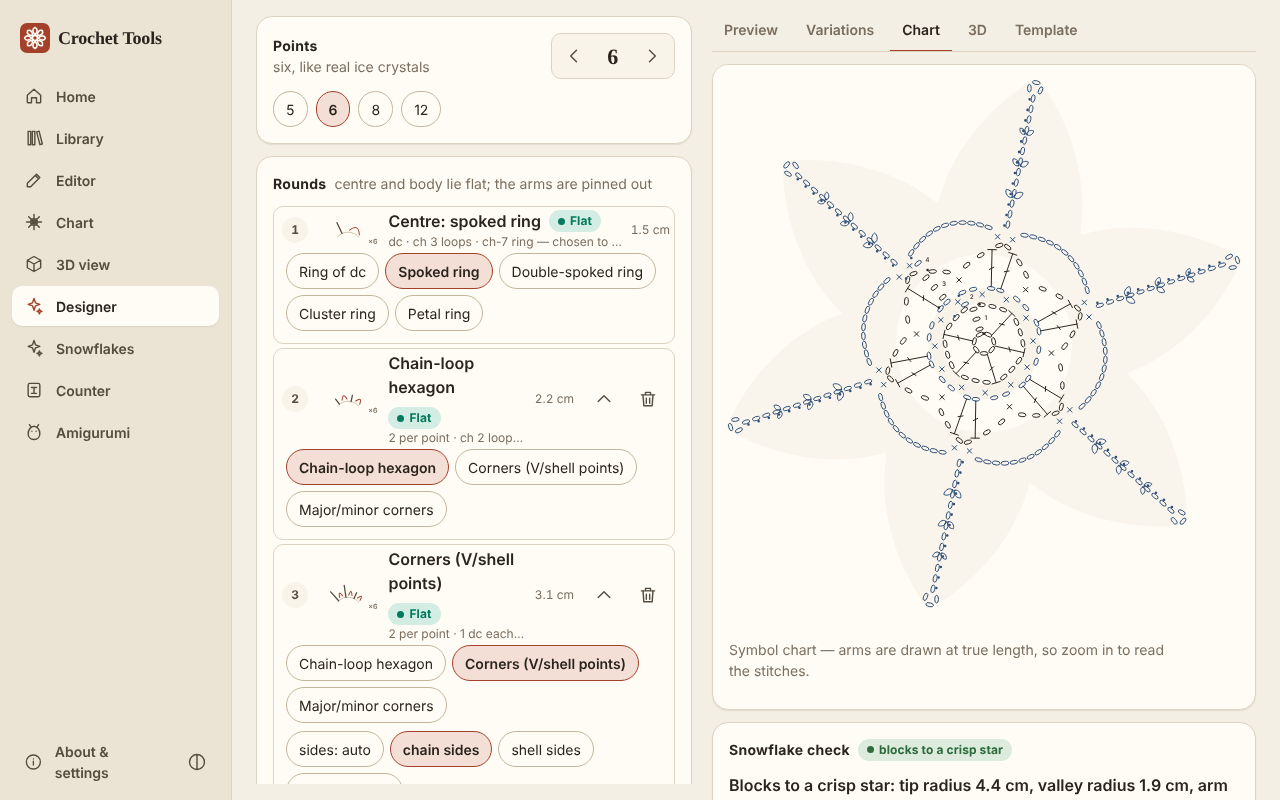 Crochet Tools
Home
Library
Editor
Chart
3D view
Designer
Snowflakes
Counter
Amigurumi
About &
settings
Points
six, like real ice crystals
6
5 6 8 12
Rounds centre and body lie flat; the arms are pinned out
1 ×6 Centre: spoked ring Flat 1.5 cm
dc · ch 3 loops · ch-7 ring — chosen to ...
Ring of dc Spoked ring Double-spoked ring
Cluster ring Petal ring
Chain-loop
hexagon
2 ×6 2.2 cm
Flat
2 per point · ch 2 loop...
Chain-loop hexagon Corners (V/shell points)
Major/minor corners
Corners (V/shell
points)
3 ×6 3.1 cm
Flat
2 per point · 1 dc each...
Chain-loop hexagon Corners (V/shell points)
Major/minor corners
sides: auto chain sides shell sides
Preview Variations Chart 3D Template
4
3
2
1
Symbol chart — arms are drawn at true length, so zoom in to read
the stitches.
Snowflake check blocks to a crisp star
Blocks to a crisp star: tip radius 4.4 cm, valley radius 1.9 cm, arm